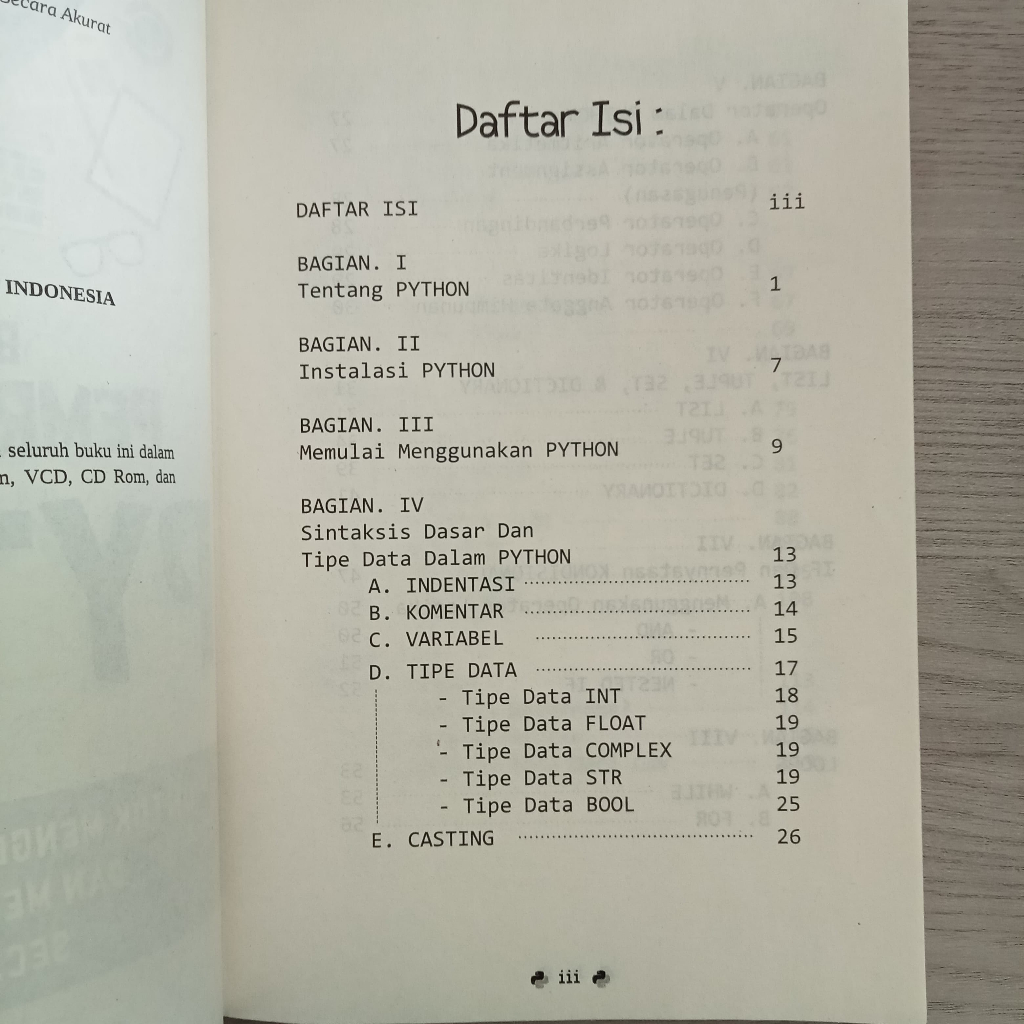 Secara Akurat
INDONESIA
seluruh buku ini dalam
VCD, CD Rom, dan
Daftar Isi :
DAFTAR ISI iii
BAGIAN. I
Tentang PYTHON 1
BAGIAN. II
Instalasi PYTHON 7
BAGIAN. III
Memulai Menggunakan PYTHON 9
BAGIAN. IV
Sintaksis Dasar Dan
Tipe Data Dalam PYTHON 13
A. INDENTASI 13
B. KOMENTAR 14
C. VARIABEL 15
D. TIPE DATA 17
- Tipe Data INT 18
- Tipe Data FLOAT 19
- Tipe Data COMPLEX 19
- Tipe Data STR 19
- Tipe Data BOOL 25
E. CASTING 26
iii